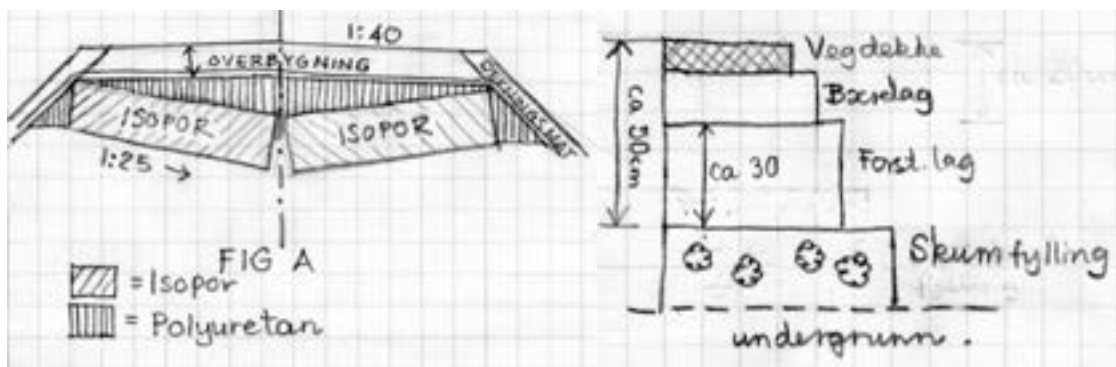 1:40
OVERBYGNING
ISOPOR
ISOPOR
1:25
FIG A
= Isopor
= Polyuretan
Vegdekke
Bærelag
ca 50cm
ca 30
Forst. lag
Skumfylling
undergrunn.